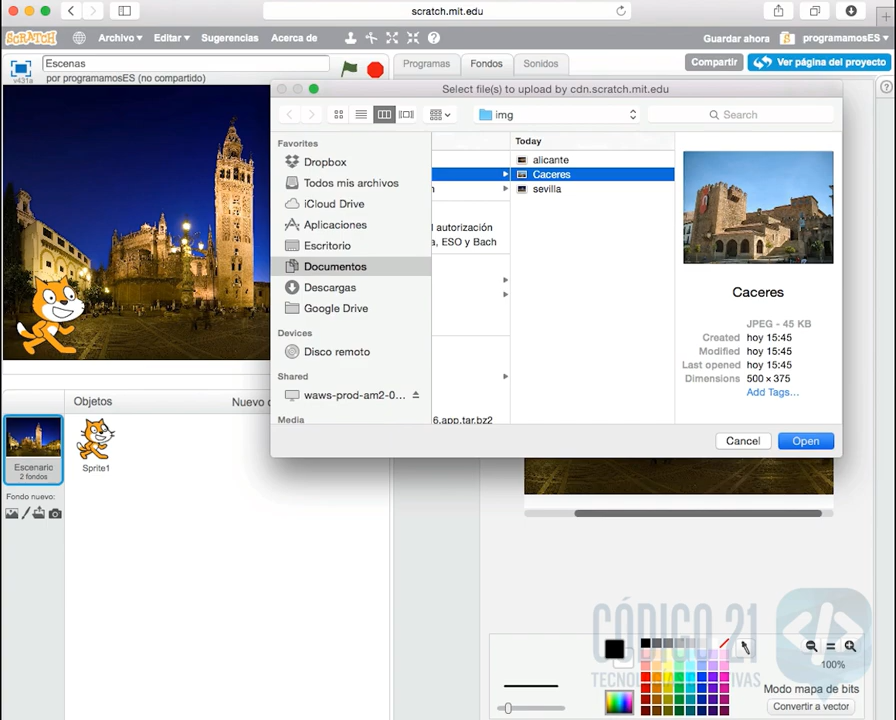 scratch.mit.edu
SCRATCH
Archivo
Editar
Sugerencias
Acerca de
Guardar ahora
programamosES
v431a
Escenas
por programamosES (no compartido)
Programas
Fondos
Sonidos
Compartir
Ver página del proyecto
Select file(s) to upload by cdn.scratch.mit.edu
img
Search
Favorites
Dropbox
Todos mis archivos
iCloud Drive
Aplicaciones
Escritorio
Documentos
Descargas
Google Drive
Devices
Disco remoto
Shared
waws-prod-am2-0...
Media
l autorización
a, ESO y Bach
6.app.tar.bz2
Today
alicante
Caceres
sevilla
Caceres
JPEG - 45 KB
Created hoy 15:45
Modified hoy 15:45
Last opened hoy 15:45
Dimensions 500 × 375
Add Tags...
Cancel
Open
Objetos
Nuevo
Escenario
2 fondos
Sprite1
Fondo nuevo:
CÓDIGO 21
100%
Modo mapa de bits
Convertir a vector